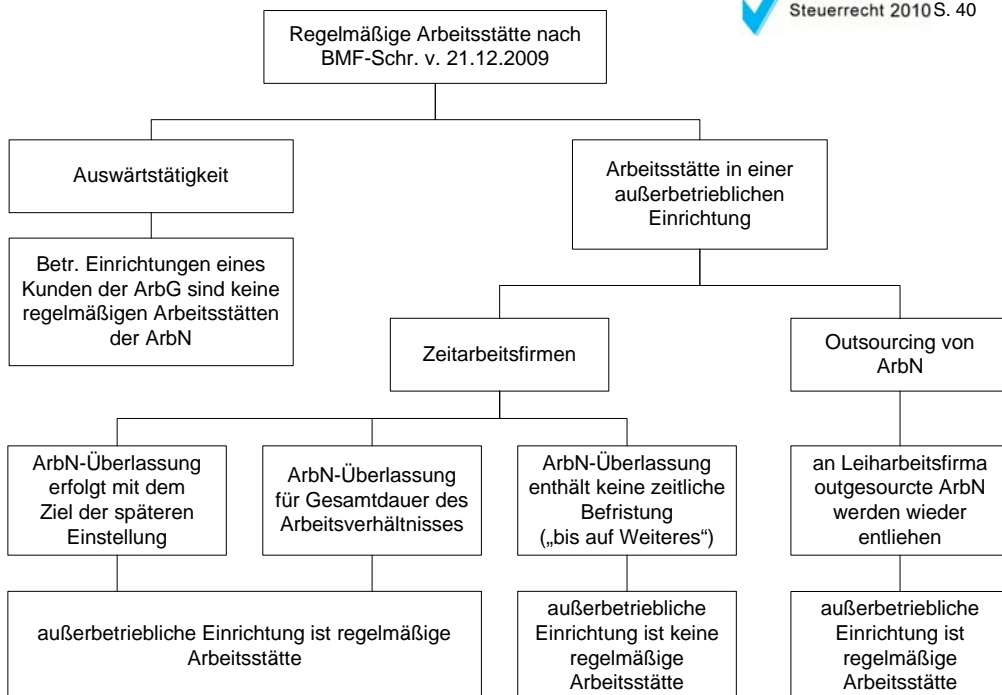 Steuerrecht 2010 S. 40
Regelmäßige Arbeitsstätte nach
BMF-Schr. v. 21.12.2009
Auswärtstätigkeit
Arbeitsstätte in einer
außerbetrieblichen
Einrichtung
Betr. Einrichtungen eines
Kunden der ArbG sind keine
regelmäßigen Arbeitsstätten
der ArbN
Zeitarbeitsfirmen
Outsourcing von
ArbN
ArbN-Überlassung
erfolgt mit dem
Ziel der späteren
Einstellung
ArbN-Überlassung
für Gesamtdauer des
Arbeitsverhältnisses
ArbN-Überlassung
enthält keine zeitliche
Befristung
(„bis auf Weiteres“)
an Leiharbeitsfirma
outgesourcte ArbN
werden wieder
entliehen
außerbetriebliche Einrichtung ist regelmäßige
Arbeitsstätte
außerbetriebliche
Einrichtung ist keine
regelmäßige
Arbeitsstätte
außerbetriebliche
Einrichtung ist
regelmäßige
Arbeitsstätte